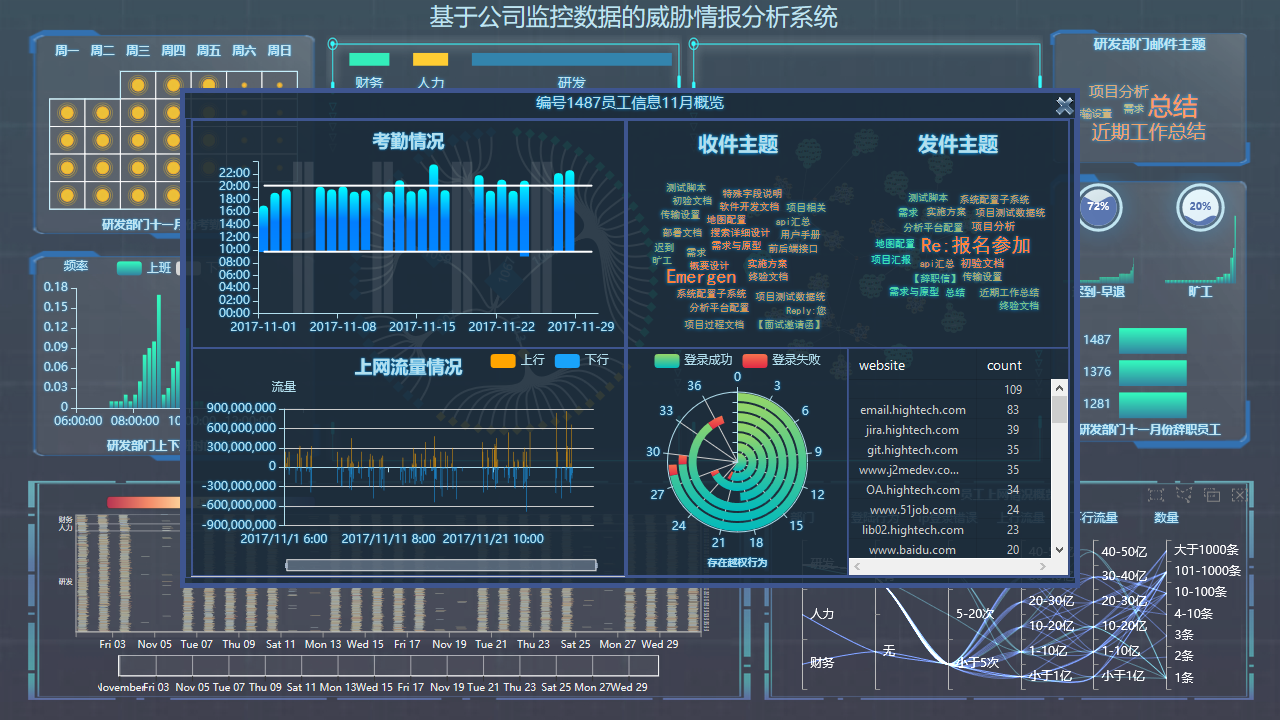 基于公司监控数据的威胁情报分析系统
周一 周二 周三 周四 周五 周六 周日
财务 人力 研发
研发部门邮件主题
项目分析
需求 总结
输设置
近期工作总结
研发部门十一月
编号1487员工信息11月概览
考勤情况
22:00
20:00
18:00
16:00
14:00
12:00
10:00
08:00
06:00
04:00
02:00
00:00
2017-11-01 2017-11-08 2017-11-15 2017-11-22 2017-11-29
收件主题
测试脚本 特殊字段说明
初验文档 软件开发文档 项目相关
传输设置 地图配置 api汇总
部署文档 搜索详细设计 用户手册
迟到 需求 需求与原型 前后端接口
旷工 概要设计 实施方案
Emergen 终验文档
系统配置子系统 项目测试数据统
分析平台配置 Reply:您
项目过程文档 【面试邀请函】
发件主题
测试脚本 系统配置子系统
需求 实施方案 项目测试数据统
分析平台配置 项目分析
地图配置 Re:报名参加
项目汇报 api汇总 初验文档
【辞职信】 传输设置
需求与原型 总结 近期工作总结
终验文档
72% 20%
迟到-早退 旷工
频率 上班
0.18
0.15
0.12
0.09
0.06
0.03
0
06:00:00 08:00:00
研发部门上下
上网流量情况 上行 下行
流量
900,000,000
600,000,000
300,000,000
0
-300,000,000
-600,000,000
-900,000,000
2017/11/1 6:00 2017/11/11 8:00 2017/11/21 10:00
登录成功 登录失败
0 3 6 9 12 15 18 21 24 27 30 33 36
存在越权行为
website count
109
email.hightech.com 83
jira.hightech.com 39
git.hightech.com 35
www.j2medev.co... 35
OA.hightech.com 34
www.51job.com 24
lib02.hightech.com 23
www.baidu.com 20
1487
1376
1281
研发部门十一月份辞职员工
财务
人力
研发
Fri 03 Nov 05 Tue 07 Thu 09 Sat 11 Mon 13 Wed 15 Fri 17 Nov 19 Tue 21 Thu 23 Sat 25 Mon 27 Wed 29
November Fri 03 Nov 05 Tue 07 Thu 09 Sat 11 Mon 13 Wed 15 Fri 17 Nov 19 Tue 21 Thu 23 Sat 25 Mon 27 Wed 29
行流量 数量
人力
财务
无
5-20次
小于5次
20-30亿
10-20亿
1-10亿
小于1亿
40-50亿
30-40亿
20-30亿
10-20亿
1-10亿
小于1亿
大于1000条
101-1000条
10-100条
4-10条
3条
2条
1条